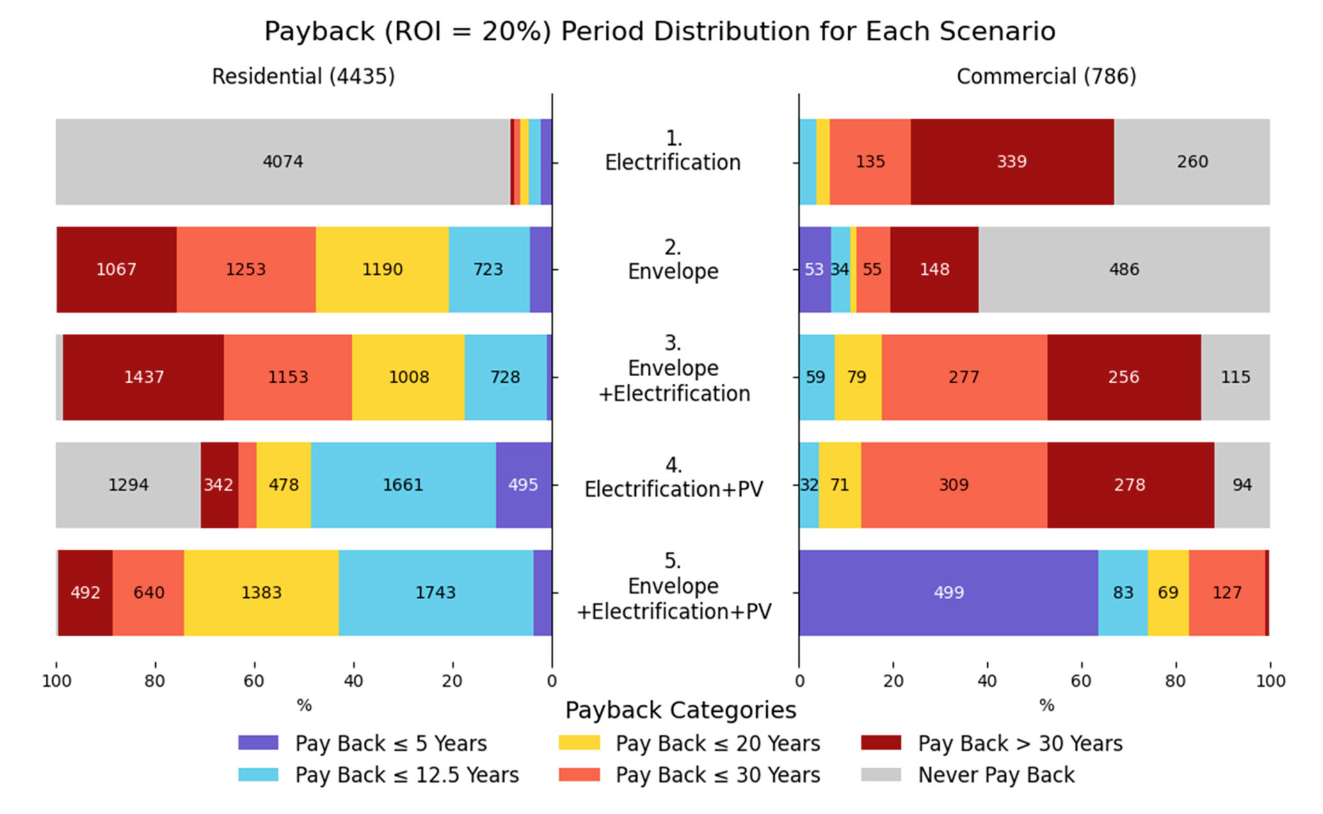 Payback (ROI = 20%) Period Distribution for Each Scenario
Residential (4435)
Commercial (786)
4074
1.
Electrification
135 339 260
1067 1253 1190 723
2.
Envelope
53 34 55 148 486
1437 1153 1008 728
3.
Envelope
+Electrification
59 79 277 256 115
1294 342 478 1661 495
4.
Electrification+PV
32 71 309 278 94
492 640 1383 1743
5.
Envelope
+Electrification+PV
499 83 69 127
100 80 60 40 20 0
0 20 40 60 80 100
%
%
Payback Categories
Pay Back ≤ 5 Years
Pay Back ≤ 20 Years
Pay Back > 30 Years
Pay Back ≤ 12.5 Years
Pay Back ≤ 30 Years
Never Pay Back